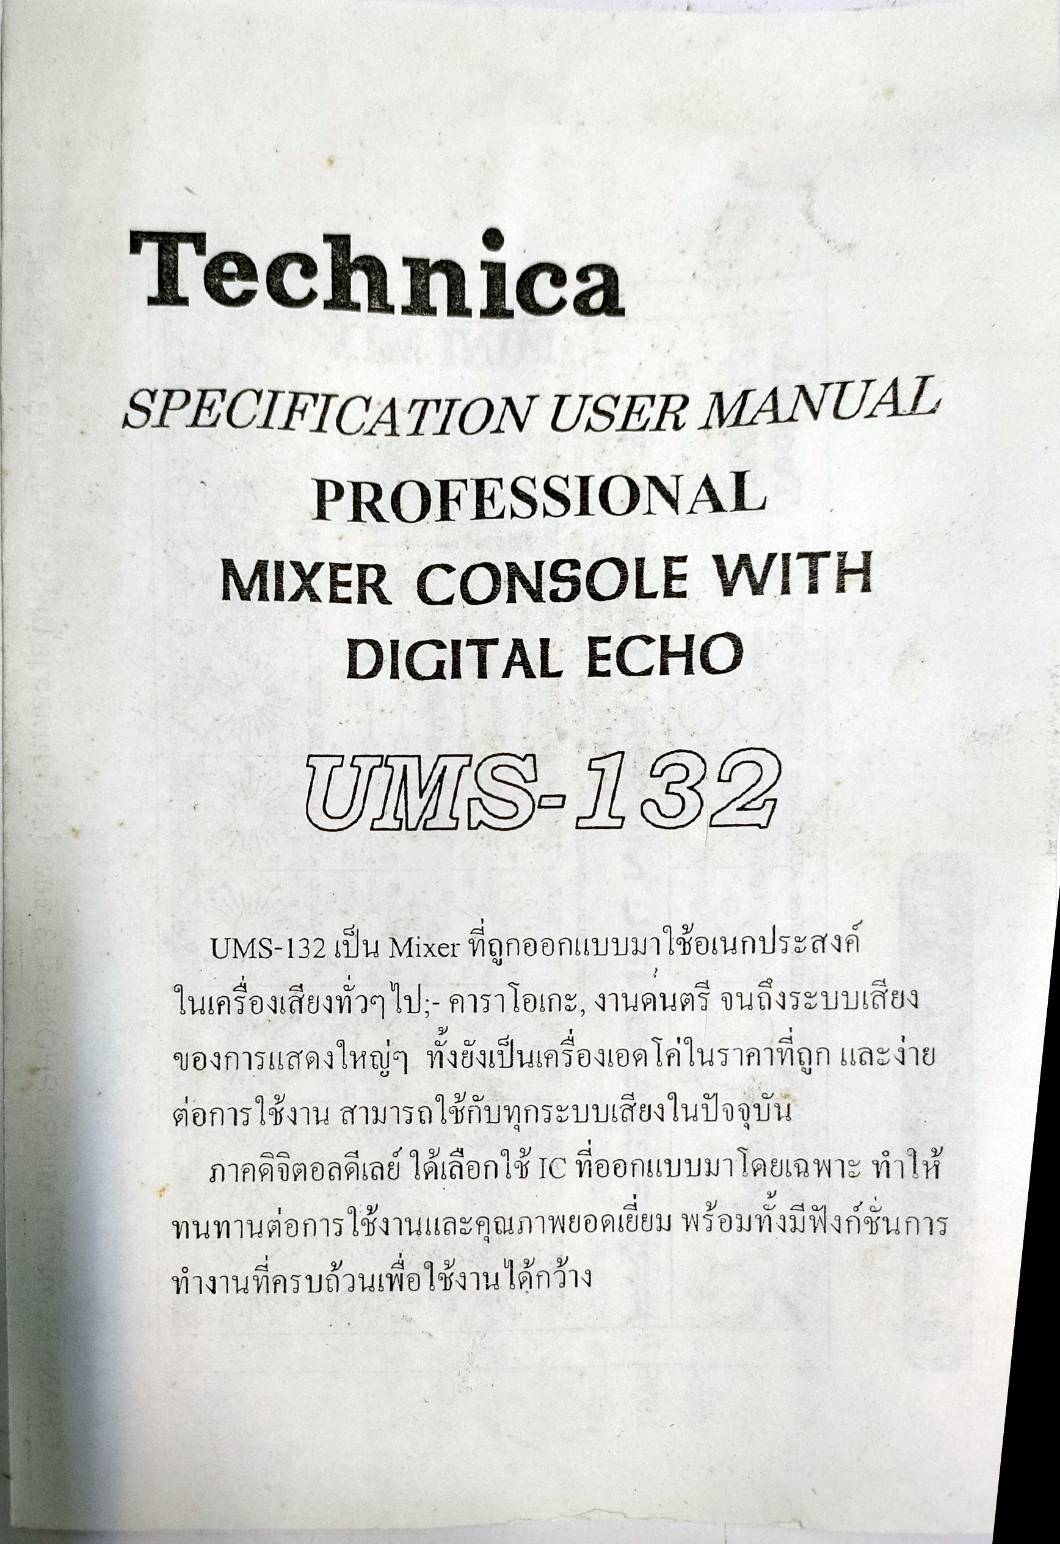 Technica
SPECIFICATION USER MANUAL
PROFESSIONAL
MIXER CONSOLE WITH
DIGITAL ECHO
UMS-132
UMS-132 เป็น Mixer ที่ถูกออกแบบมาใช้อเนกประสงค์
ในเครื่องเสียงทั่วๆไป;- คาราโอเกะ, งานดนตรี จนถึงระบบเสียง
ของการแสดงใหญ่ๆ ทั้งยังเป็นเครื่องเอดโค่ในราคาที่ถูก และง่าย
ต่อการใช้งาน สามารถใช้กับทุกระบบเสียงในปัจจุบัน
ภาคดิจิตอลดีเลย์ ได้เลือกใช้ IC ที่ออกแบบมาโดยเฉพาะ ทำให้
ทนทานต่อการใช้งานและคุณภาพยอดเยี่ยม พร้อมทั้งมีฟังก์ชั่นการ
ทำงานที่ครบถ้วนเพื่อใช้งานได้กว้าง